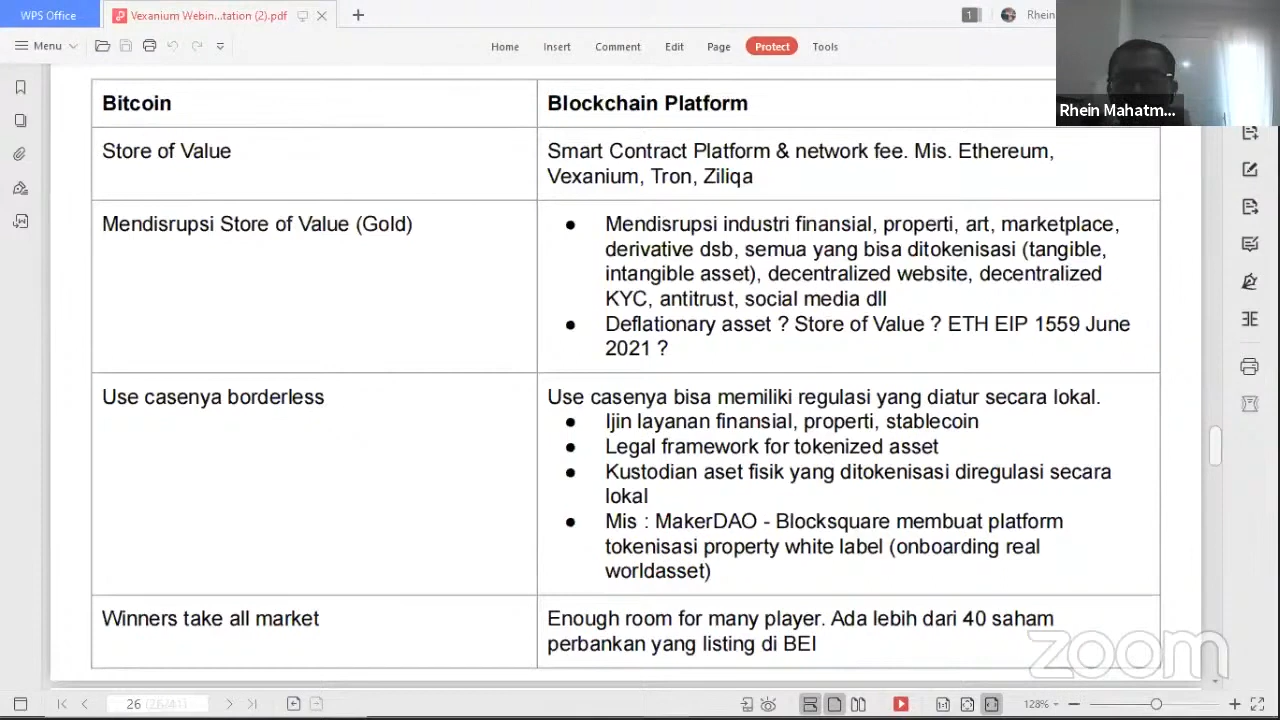 WPS Office
Vexanium Webin...tation (2).pdf
1
Rhein
Menu
Home Insert Comment Edit Page Protect Tools
Rhein Mahatm...
Bitcoin
Blockchain Platform
Store of Value
Smart Contract Platform & network fee. Mis. Ethereum,
Vexanium, Tron, Ziliqa
Mendisrupsi Store of Value (Gold)
● Mendisrupsi industri finansial, properti, art, marketplace,
derivative dsb, semua yang bisa ditokenisasi (tangible,
intangible asset), decentralized website, decentralized
KYC, antitrust, social media dll
● Deflationary asset ? Store of Value ? ETH EIP 1559 June
2021 ?
Use casenya borderless
Use casenya bisa memiliki regulasi yang diatur secara lokal.
● Ijin layanan finansial, properti, stablecoin
● Legal framework for tokenized asset
● Kustodian aset fisik yang ditokenisasi diregulasi secara
lokal
● Mis : MakerDAO - Blocksquare membuat platform
tokenisasi property white label (onboarding real
worldasset)
Winners take all market
Enough room for many player. Ada lebih dari 40 saham
perbankan yang listing di BEI
zoom
26 (26/41)
128%